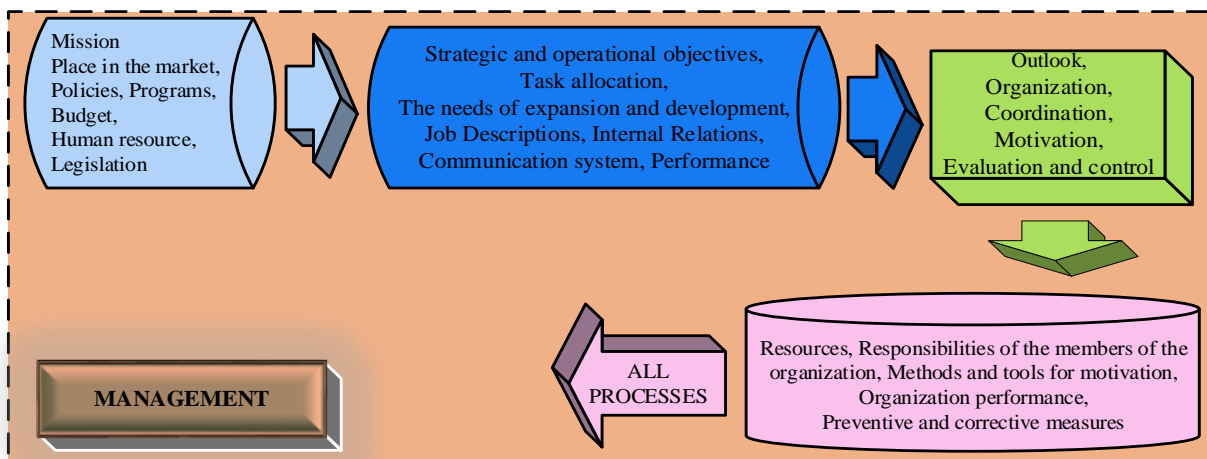 Mission
Place in the market,
Policies, Programs,
Budget,
Human resource,
Legislation
Strategic and operational objectives,
Task allocation,
The needs of expansion and development,
Job Descriptions, Internal Relations,
Communication system, Performance
Outlook,
Organization,
Coordination,
Motivation,
Evaluation and control
Resources, Responsibilities of the members of the
organization, Methods and tools for motivation,
Organization performance,
Preventive and corrective measures
ALL
PROCESSES
MANAGEMENT